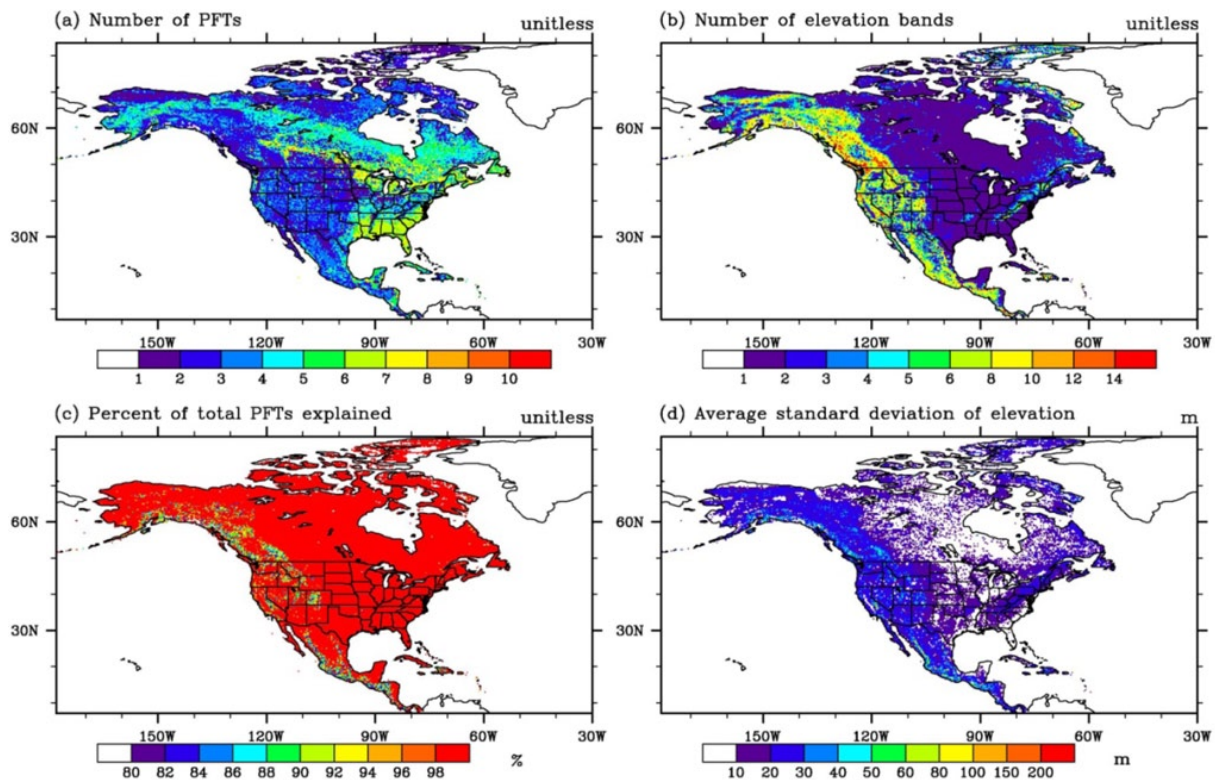 (a) Number of PFTs unitless
(b) Number of elevation bands unitless
60N
30N
150W 120W 90W 60W 30W
1 2 3 4 5 6 7 8 9 10
60N
30N
150W 120W 90W 60W 30W
1 2 3 4 5 6 8 10 12 14
(c) Percent of total PFTs explained unitless
(d) Average standard deviation of elevation m
60N
30N
150W 120W 90W 60W 30W
80 82 84 86 88 90 92 94 96 98 %
60N
30N
150W 120W 90W 60W 30W
10 20 30 40 50 60 80 100 150 200 m